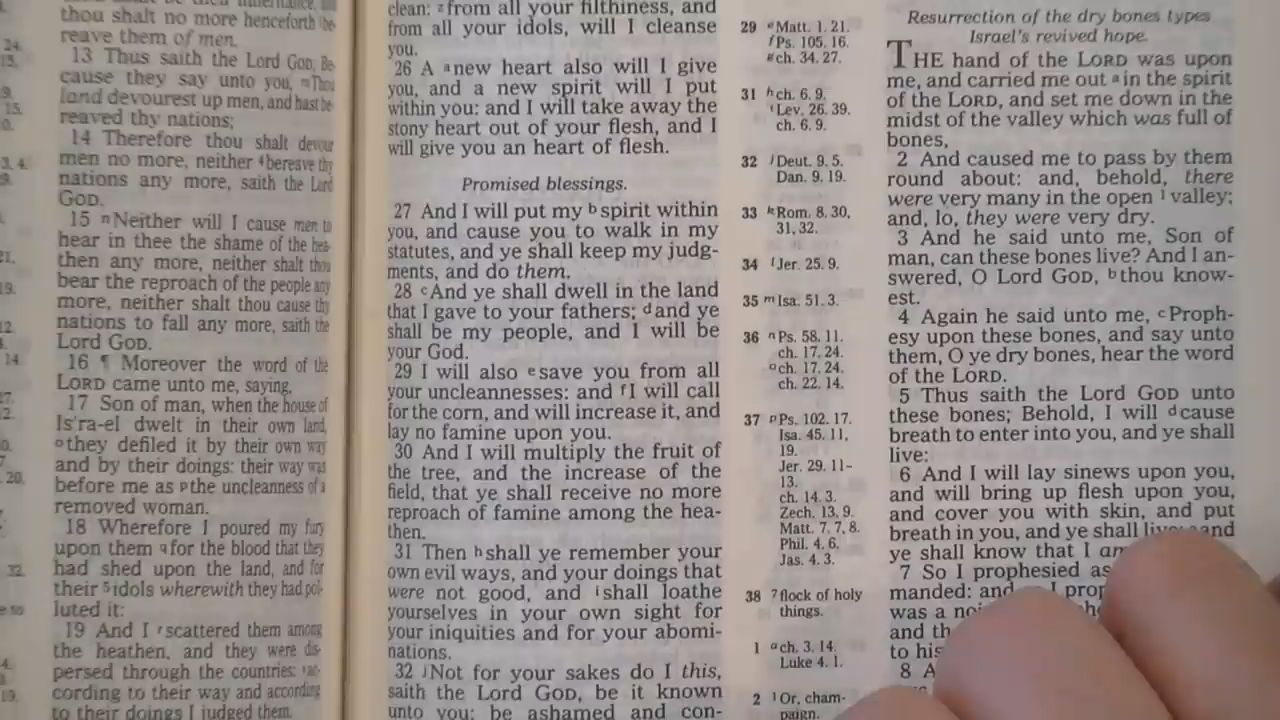 thou shalt no more henceforth be
reave them of men.
13 Thus saith the Lord GOD; Be
cause they say unto you, m Thou
land devourest up men, and hast be
reaved thy nations;
14 Therefore thou shalt devour
men no more, neither 4 bereave thy
nations any more, saith the Lord
GOD.
15 n Neither will I cause men to
hear in thee the shame of the hea-
then any more, neither shalt thou
bear the reproach of the people any
more, neither shalt thou cause thy
nations to fall any more, saith the
Lord GOD.
16 ¶ Moreover the word of the
LORD came unto me, saying,
17 Son of man, when the house of
Is'ra-el dwelt in their own land,
o they defiled it by their own way
and by their doings: their way was
before me as p the uncleanness of a
removed woman.
18 Wherefore I poured my fury
upon them q for the blood that they
had shed upon the land, and for
their 5 idols wherewith they had pol-
luted it:
19 And I r scattered them among
the heathen, and they were dis-
persed through the countries: s ac-
cording to their way and according
to their doings I judged them.
clean: z from all your filthiness, and
from all your idols, will I cleanse
you.
26 A a new heart also will I give
you, and a new spirit will I put
within you: and I will take away the
stony heart out of your flesh, and I
will give you an heart of flesh.
Promised blessings.
27 And I will put my b spirit within
you, and cause you to walk in my
statutes, and ye shall keep my judg-
ments, and do them.
28 c And ye shall dwell in the land
that I gave to your fathers; d and ye
shall be my people, and I will be
your God.
29 I will also e save you from all
your uncleannesses: and f I will call
for the corn, and will increase it, and
lay no famine upon you.
30 And I will multiply the fruit of
the tree, and the increase of the
field, that ye shall receive no more
reproach of famine among the hea-
then.
31 Then h shall ye remember your
own evil ways, and your doings that
were not good, and i shall loathe
yourselves in your own sight for
your iniquities and for your abomi-
nations.
32 j Not for your sakes do I this,
saith the Lord GOD, be it known
unto you: be ashamed and con-
29 e Matt. 1. 21.
f Ps. 105. 16.
g ch. 34. 27.
31 h ch. 6. 9.
i Lev. 26. 39.
ch. 6. 9.
32 j Deut. 9. 5.
Dan. 9. 19.
33 k Rom. 8, 30,
31, 32.
34 l Jer. 25. 9.
35 m Isa. 51. 3.
36 n Ps. 58. 11.
ch. 17. 24.
o ch. 17. 24.
ch. 22. 14.
37 p Ps. 102. 17.
Isa. 45. 11,
19.
Jer. 29. 11-
13.
ch. 14. 3.
Zech. 13. 9.
Matt. 7. 7, 8.
Phil. 4. 6.
Jas. 4. 3.
38 7 flock of holy
things.
1 a ch. 3. 14.
Luke 4. 1.
2 1 Or, cham-
paign.
Resurrection of the dry bones types
Israel's revived hope.
THE hand of the LORD was upon
me, and carried me out a in the spirit
of the LORD, and set me down in the
midst of the valley which was full of
bones,
2 And caused me to pass by them
round about: and, behold, there
were very many in the open 1 valley;
and, lo, they were very dry.
3 And he said unto me, Son of
man, can these bones live? And I an-
swered, O Lord GOD, b thou know-
est.
4 Again he said unto me, c Proph-
esy upon these bones, and say unto
them, O ye dry bones, hear the word
of the LORD.
5 Thus saith the Lord GOD unto
these bones; Behold, I will d cause
breath to enter into you, and ye shall
live:
6 And I will lay sinews upon you,
and will bring up flesh upon you,
and cover you with skin, and put
breath in you, and ye shall live; and
ye shall know that I am
7 So I prophesied as
manded: and I
was a
and
to his
8